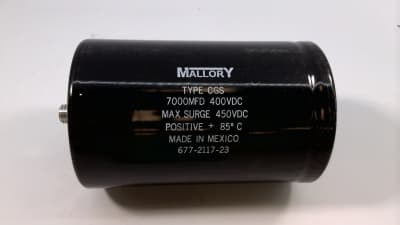 MALLORY
TYPE CGS
7000MFD 400VDC
MAX SURGE 450VDC
POSITIVE + 85° C
MADE IN MEXICO
677-2117-23